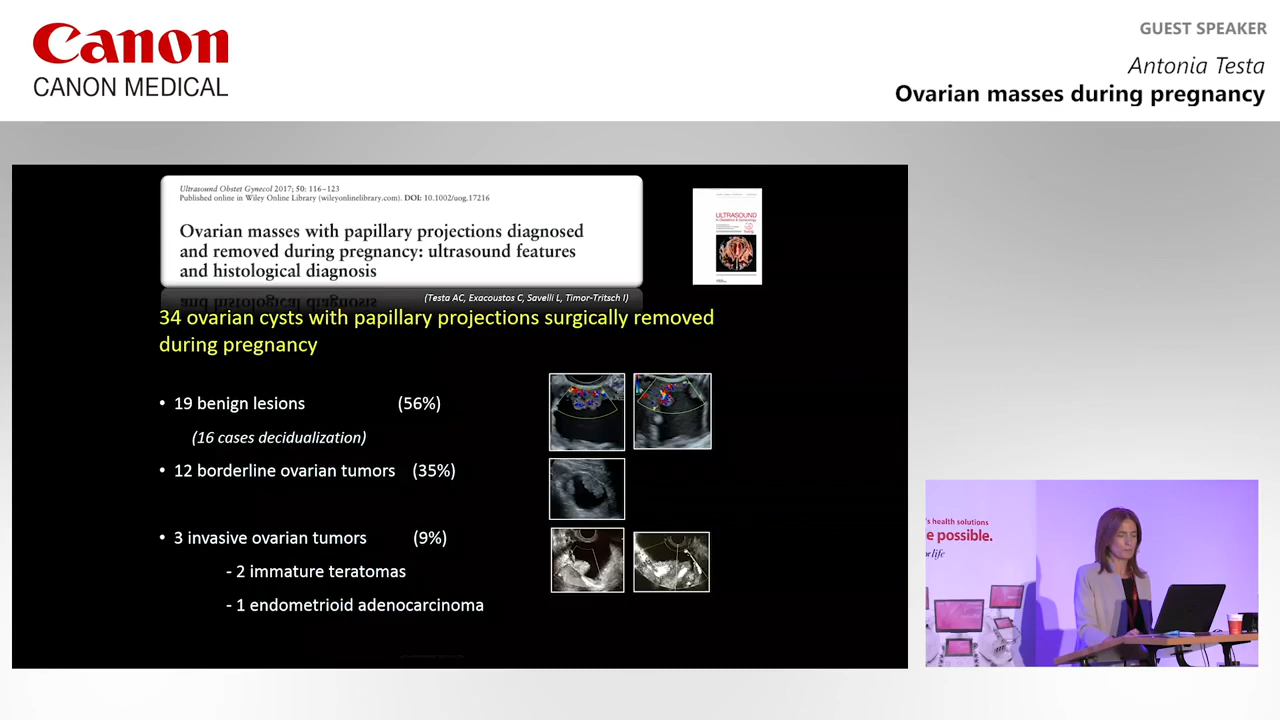 Canon
CANON MEDICAL
GUEST SPEAKER
Antonia Testa
Ovarian masses during pregnancy
Ultrasound Obstet Gynecol 2017; 50: 116–123
Published online in Wiley Online Library (wileyonlinelibrary.com). DOI: 10.1002/uog.17216
Ovarian masses with papillary projections diagnosed
and removed during pregnancy: ultrasound features
and histological diagnosis
ULTRASOUND
(Testa AC, Exacoustos C, Savelli L, Timor-Tritsch I)
34 ovarian cysts with papillary projections surgically removed
during pregnancy
• 19 benign lesions (56%)
(16 cases decidualization)
• 12 borderline ovarian tumors (35%)
• 3 invasive ovarian tumors (9%)
- 2 immature teratomas
- 1 endometrioid adenocarcinoma
's health solutions
e possible.
for life